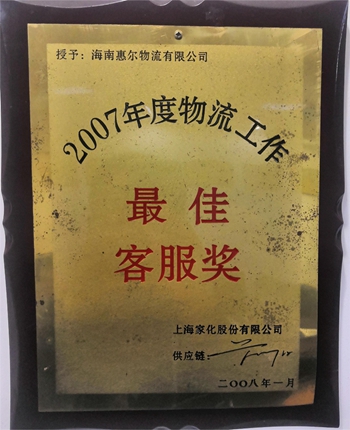 授予：海南惠尔物流有限公司
2007年度物流工作
最佳
客服奖
上海家化股份有限公司
供应链：
二〇〇八年一月